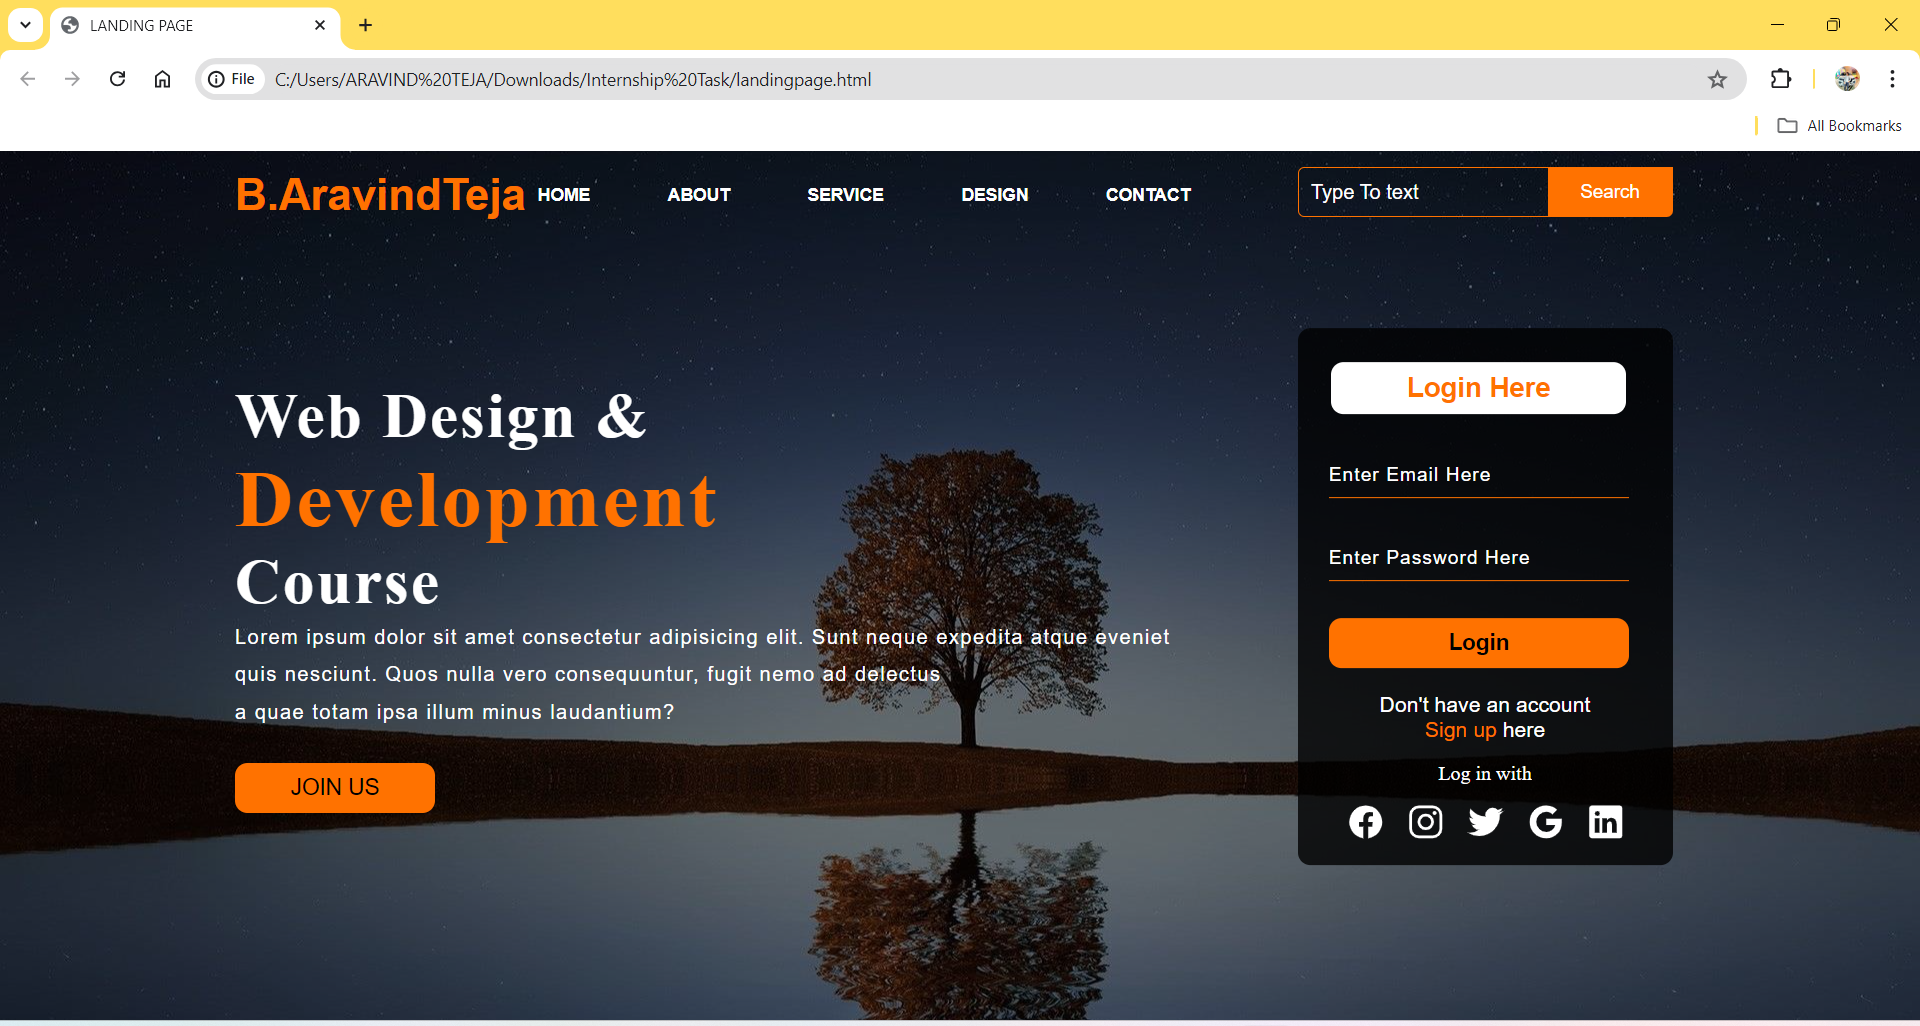 LANDING PAGE
File
C:/Users/ARAVIND%20TEJA/Downloads/Internship%20Task/landingpage.html
All Bookmarks
B.AravindTeja HOME ABOUT SERVICE DESIGN CONTACT
Type To text Search
Web Design &
Development
Course
Lorem ipsum dolor sit amet consectetur adipisicing elit. Sunt neque expedita atque eveniet
quis nesciunt. Quos nulla vero consequuntur, fugit nemo ad delectus
a quae totam ipsa illum minus laudantium?
JOIN US
Login Here
Enter Email Here
Enter Password Here
Login
Don't have an account
Sign up here
Log in with